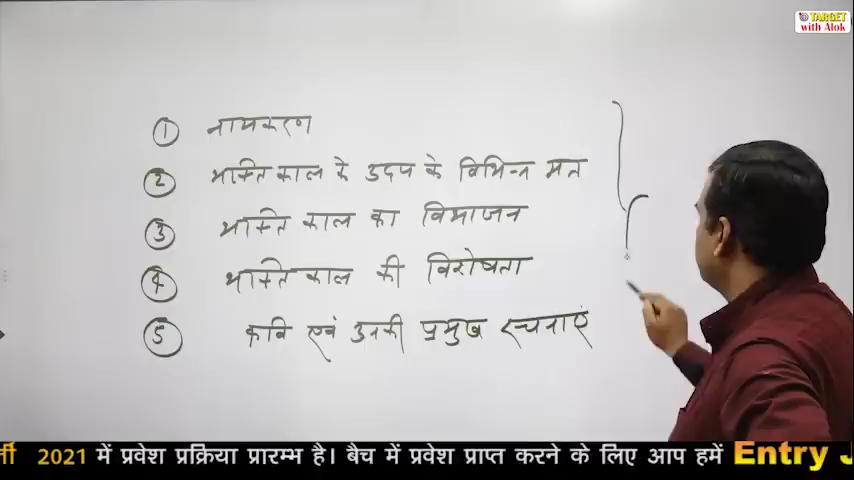 TARGET
with Alok
① नामकरण
② भक्ति काल के उदय के विभिन्न मत
③ भक्ति काल का विभाजन
④ भक्ति काल की विशेषता
⑤ कवि एवं उनकी प्रमुख रचनाएं
र्ती 2021 में प्रवेश प्रक्रिया प्रारम्भ है। बैच में प्रवेश प्राप्त करने के लिए आप हमें Entry J